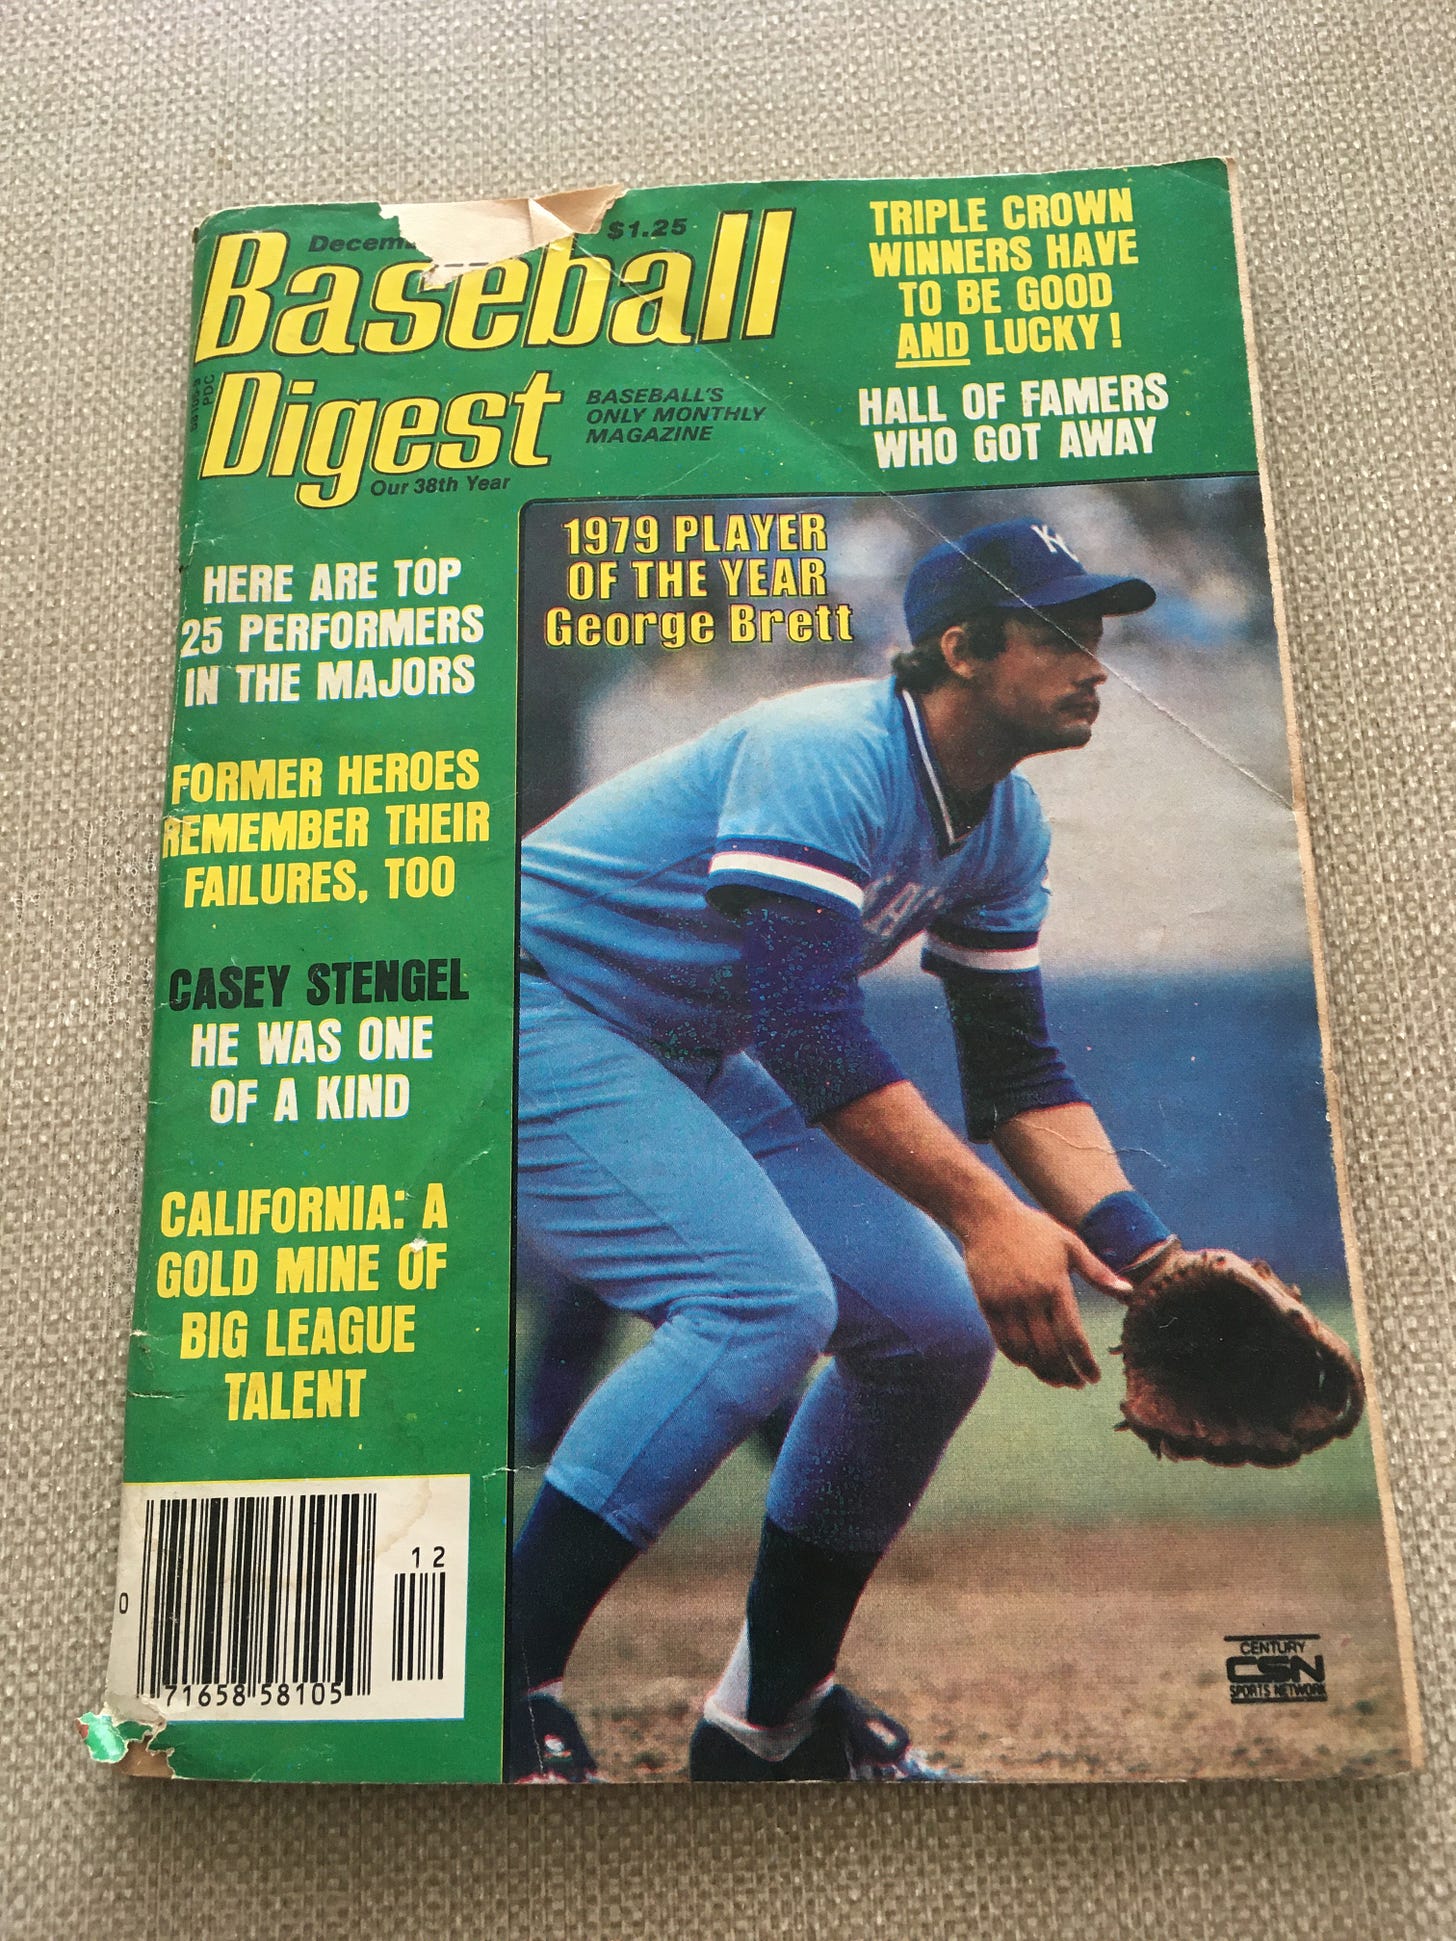 $1.25
Baseball
Digest
BASEBALL'S
ONLY MONTHLY
MAGAZINE
Our 38th Year
PDC
TRIPLE CROWN
WINNERS HAVE
TO BE GOOD
AND LUCKY!
HALL OF FAMERS
WHO GOT AWAY
1979 PLAYER
OF THE YEAR
George Brett
KC
HERE ARE TOP
25 PERFORMERS
IN THE MAJORS
FORMER HEROES
REMEMBER THEIR
FAILURES, TOO
CASEY STENGEL
HE WAS ONE
OF A KIND
CALIFORNIA: A
GOLD MINE OF
BIG LEAGUE
TALENT
12
0
71658 58105
CENTURY
CSN
SPORTS NETWORK